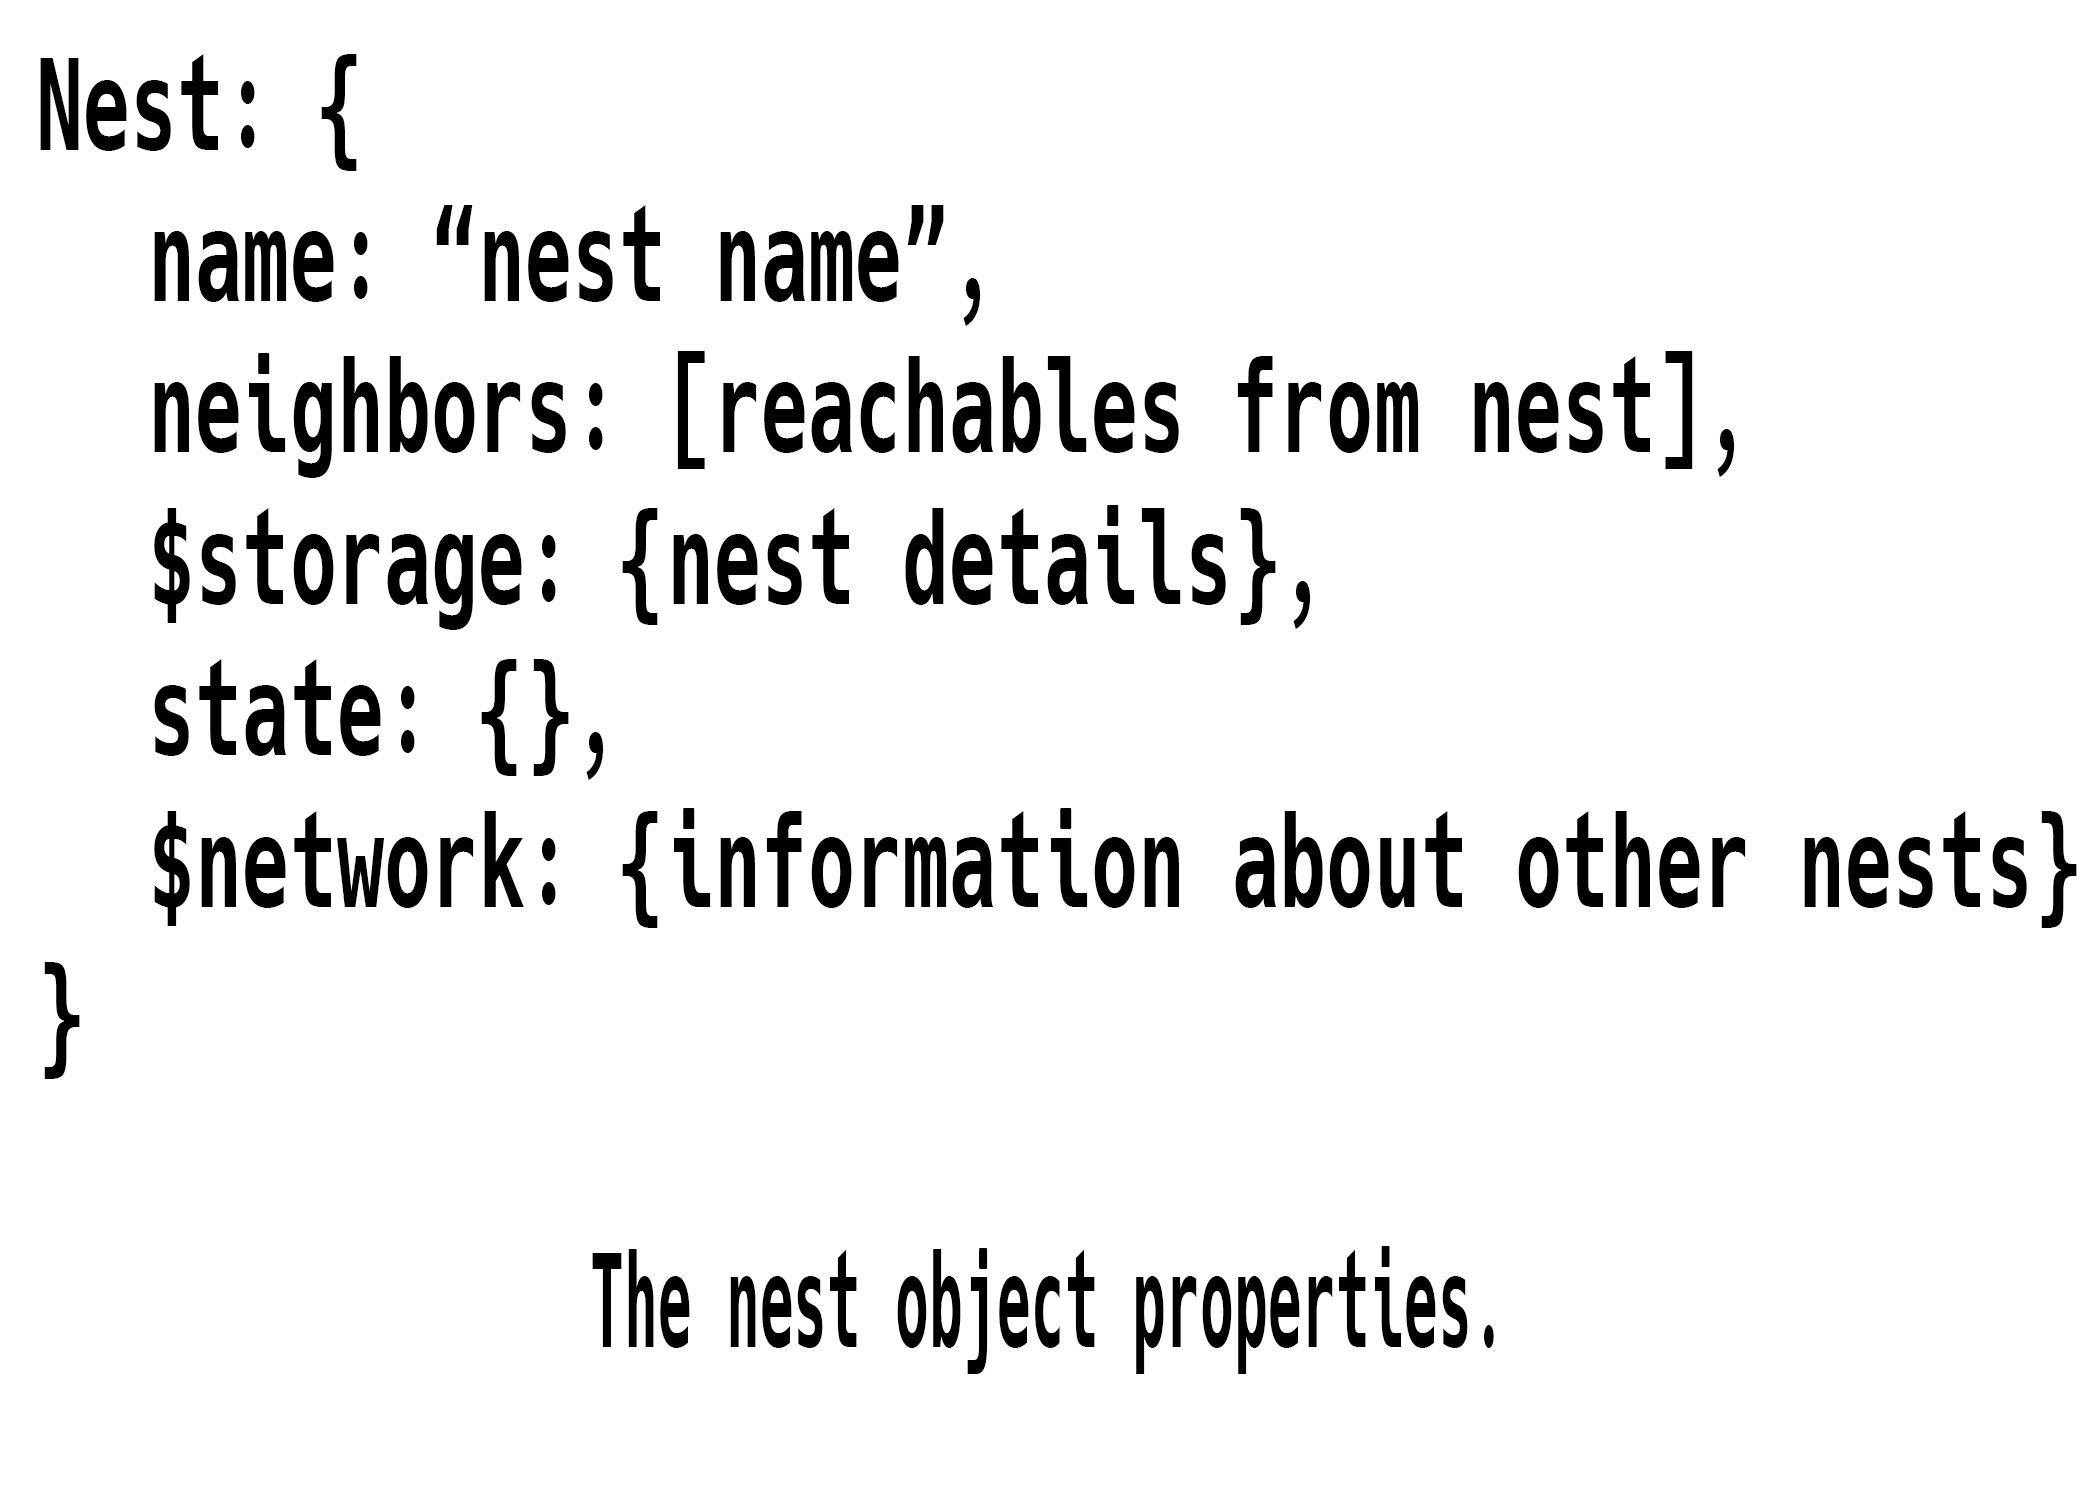 Nest: {
name: “nest name”,
neighbors: [reachables from nest],
$storage: {nest details},
state: {},
$network: {information about other nests}
}
The nest object properties.